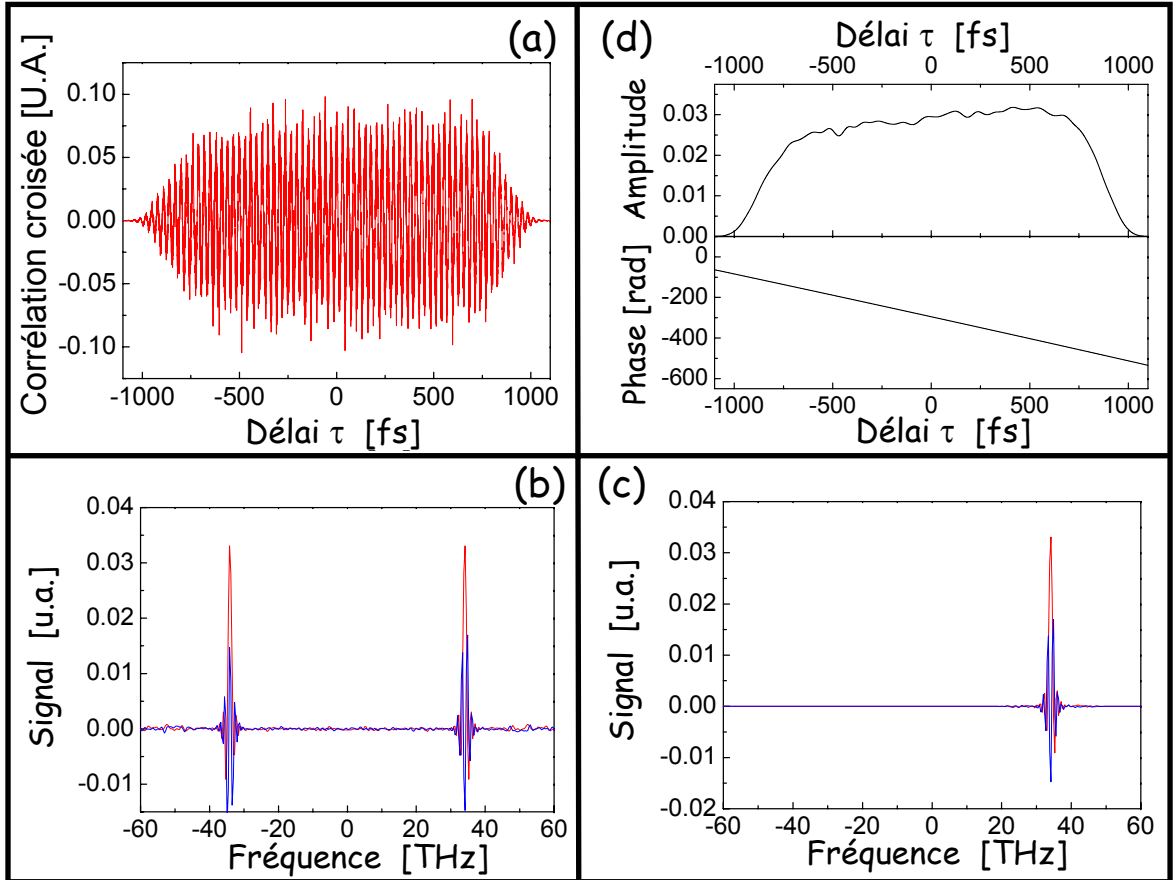 (a)
Corrélation croisée [U.A.]
0.10
0.05
0.00
-0.05
-0.10
-1000 -500 0 500 1000
Délai τ [fs]
(d)
Délai τ [fs]
-1000 -500 0 500 1000
Amplitude
0.03
0.02
0.01
0.00
Phase [rad]
0
-200
-400
-600
-1000 -500 0 500 1000
Délai τ [fs]
(b)
Signal [u.a.]
0.04
0.03
0.02
0.01
0.00
-0.01
-60 -40 -20 0 20 40 60
Fréquence [THz]
(c)
Signal [u.a.]
0.04
0.03
0.02
0.01
0.00
-0.01
-0.02
-60 -40 -20 0 20 40 60
Fréquence [THz]